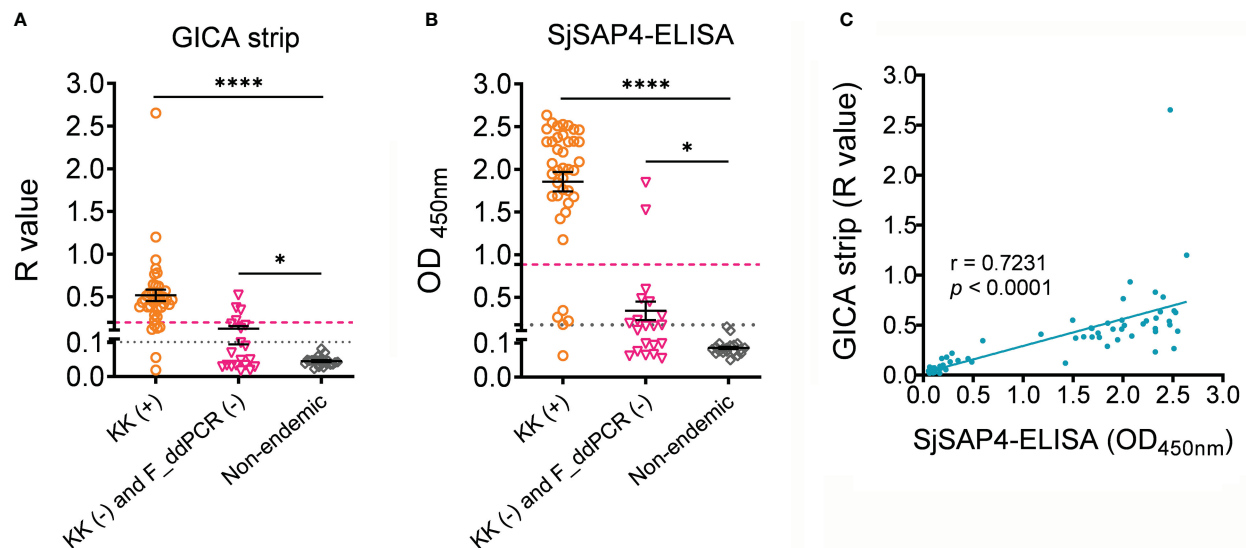 A
GICA strip
R value
3.0
2.5
2.0
1.5
1.0
0.5
0.1
0.0
****
*
KK (+)
KK (-) and F_ddPCR (-)
Non-endemic
B
SjSAP4-ELISA
OD 450nm
3.0
2.5
2.0
1.5
1.0
0.5
0.1
0.0
****
*
KK (+)
KK (-) and F_ddPCR (-)
Non-endemic
C
GICA strip (R value)
3.0
2.5
2.0
1.5
1.0
0.5
0.0
r = 0.7231
p < 0.0001
0.0 0.5 1.0 1.5 2.0 2.5 3.0
SjSAP4-ELISA (OD450nm)